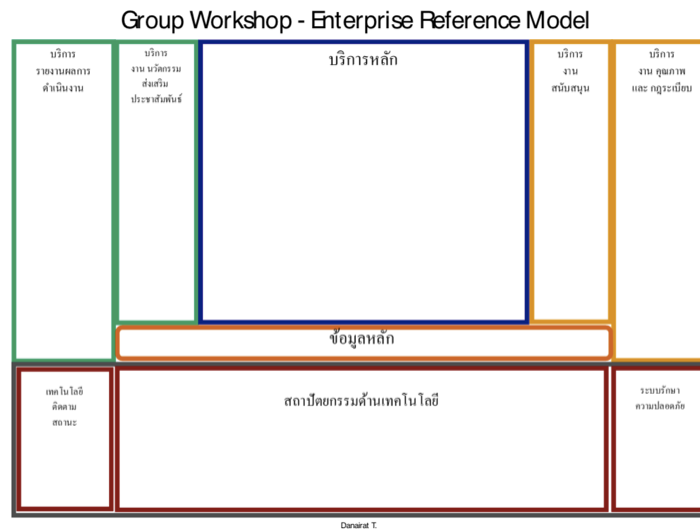 Group Workshop - Enterprise Reference Model
บริการ
รายงานผลการ
ดำเนินงาน
บริการ
งาน นวัตกรรม
ส่งเสริม
ประชาสัมพันธ์
บริการหลัก
บริการ
งาน
สนับสนุน
บริการ
งาน คุณภาพ
และ กฎระเบียบ
ข้อมูลหลัก
เทคโนโลยี
ติดตาม
สถานะ
สถาปัตยกรรมด้านเทคโนโลยี
ระบบรักษา
ความปลอดภัย
Danairat T.